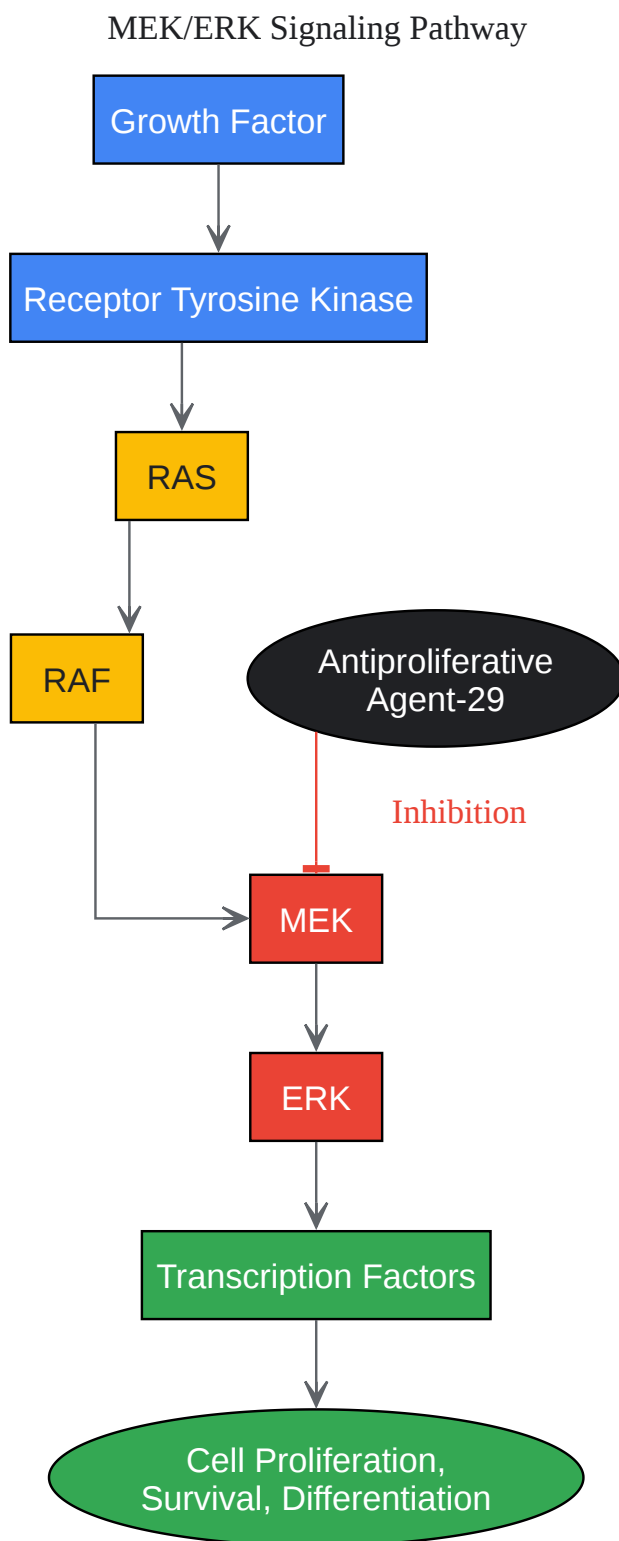 MEK/ERK Signaling Pathway
Growth Factor
Receptor Tyrosine Kinase
RAS
RAF
Antiproliferative
Agent-29
Inhibition
MEK
ERK
Transcription Factors
Cell Proliferation,
Survival, Differentiation